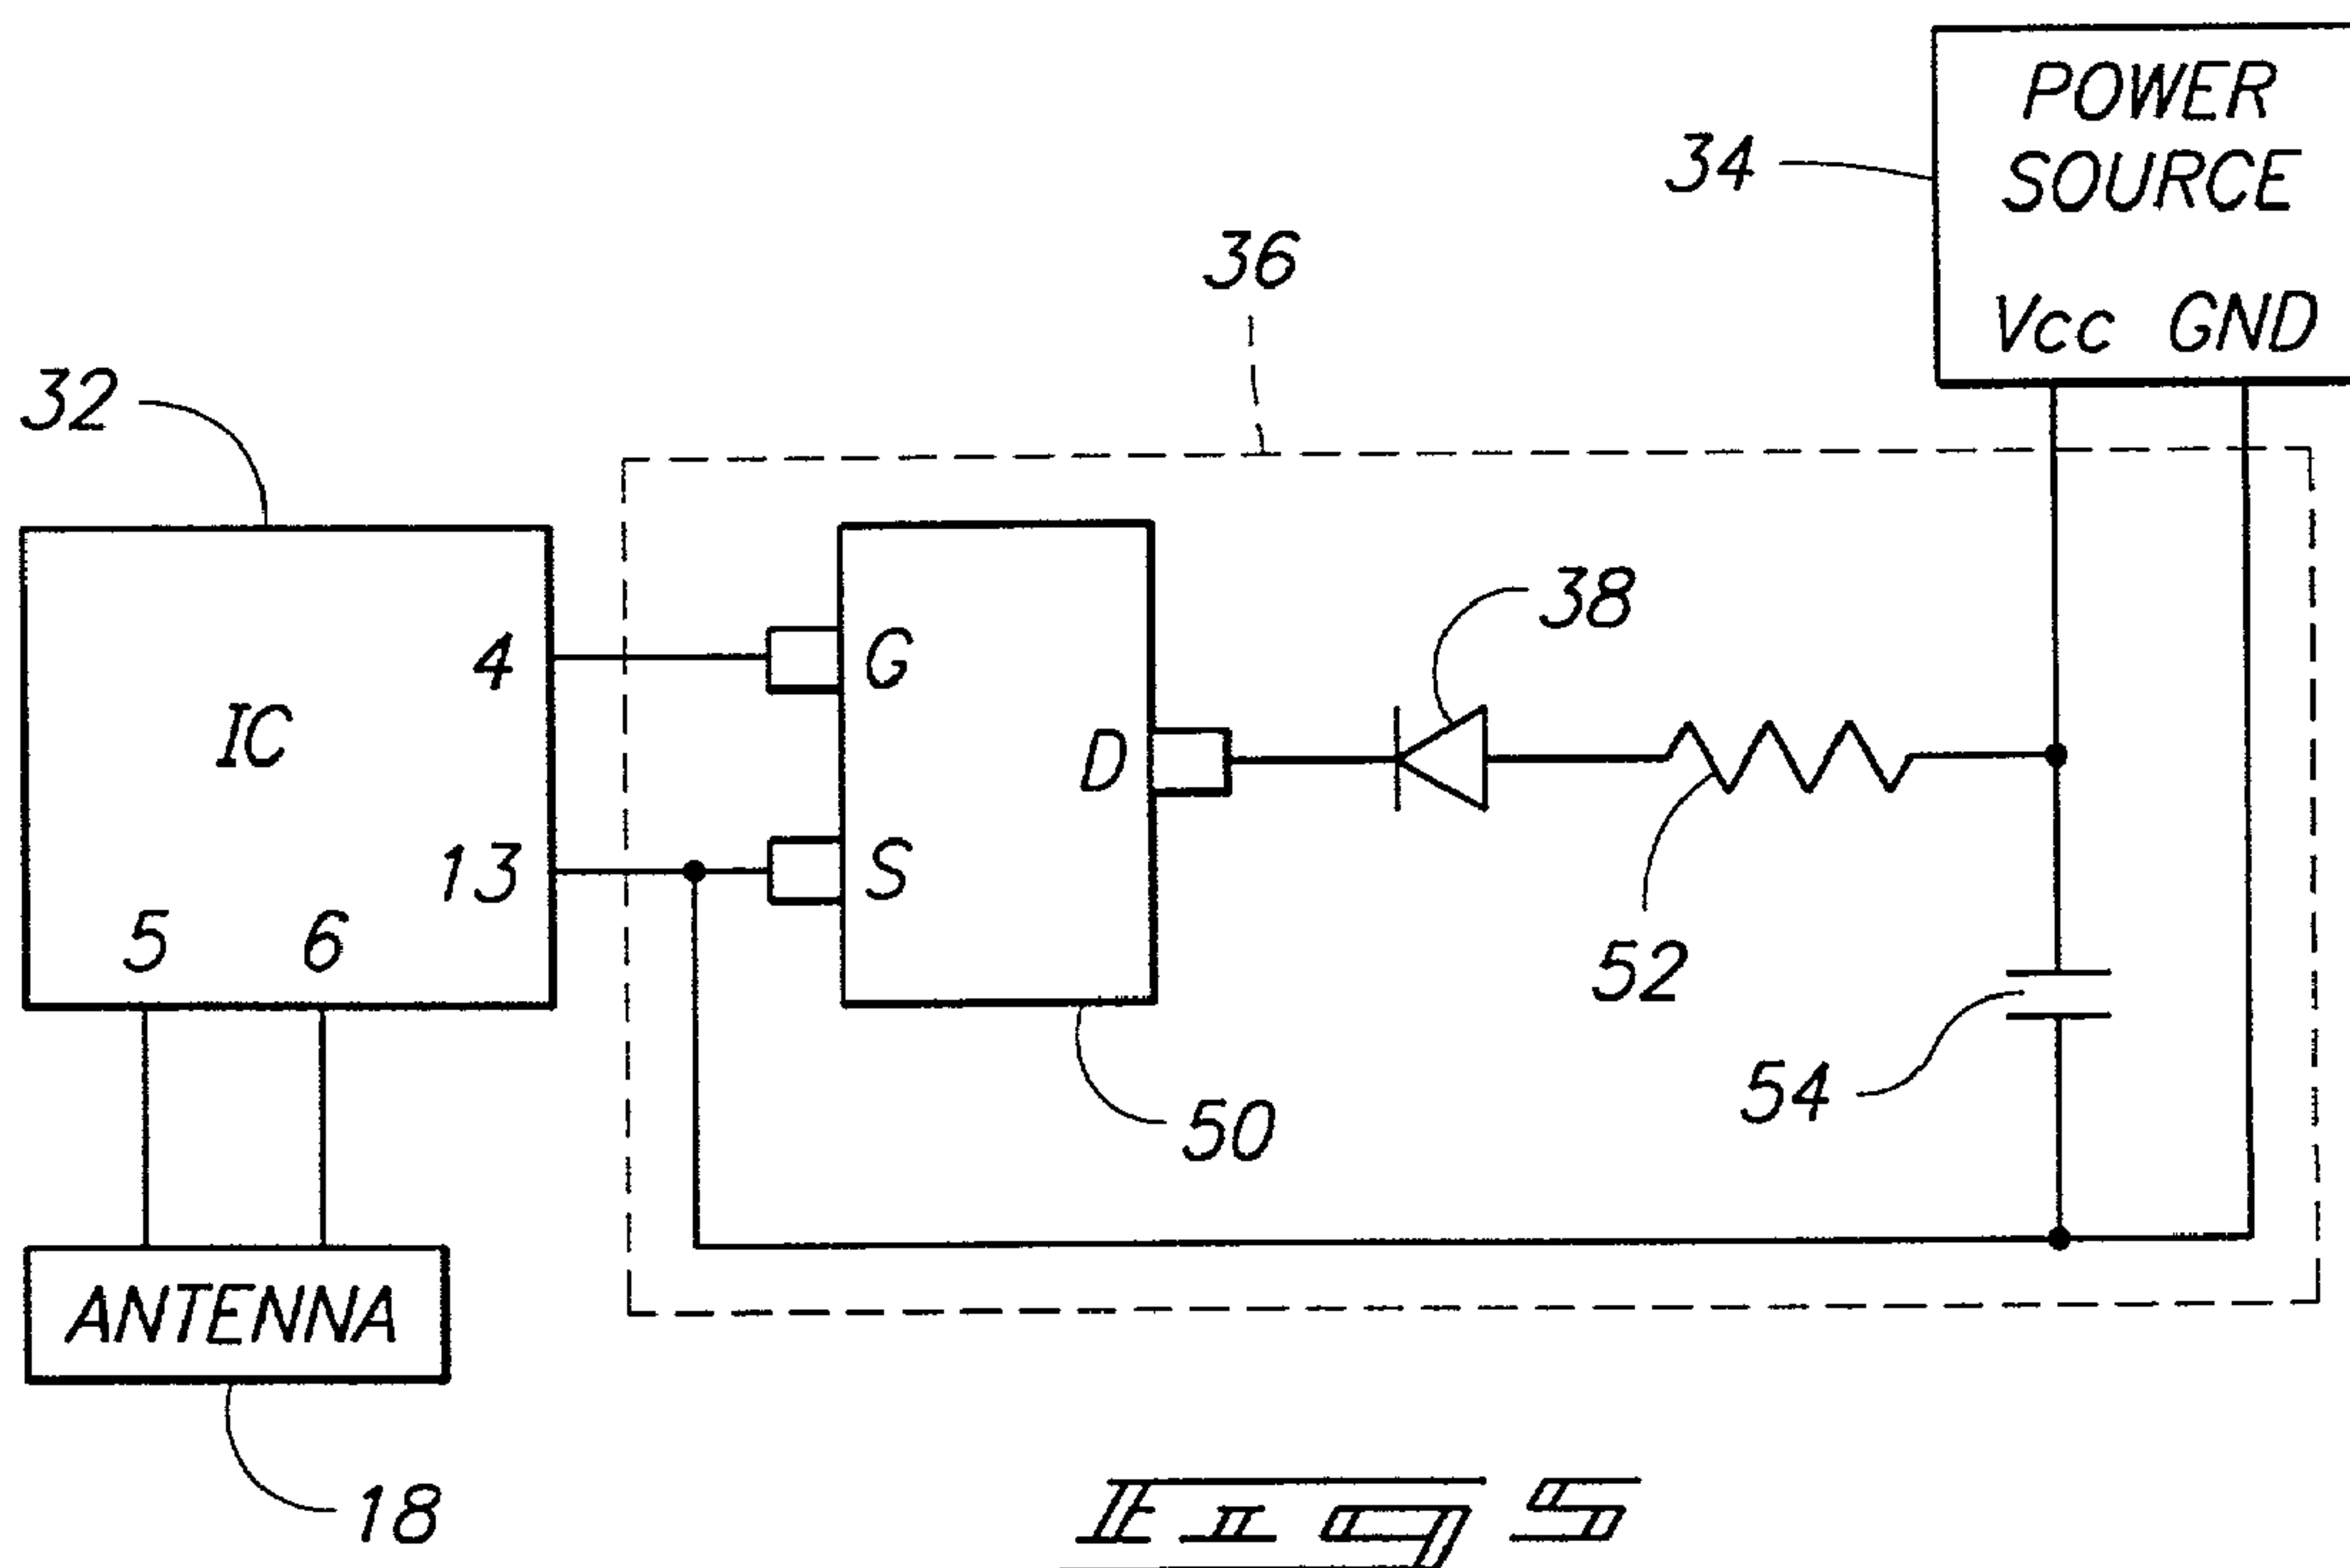 POWER
SOURCE
Vcc GND
34
36
32
38
4
G
IC
D
13
S
5 6
52
54
50
ANTENNA
18
FIG 5